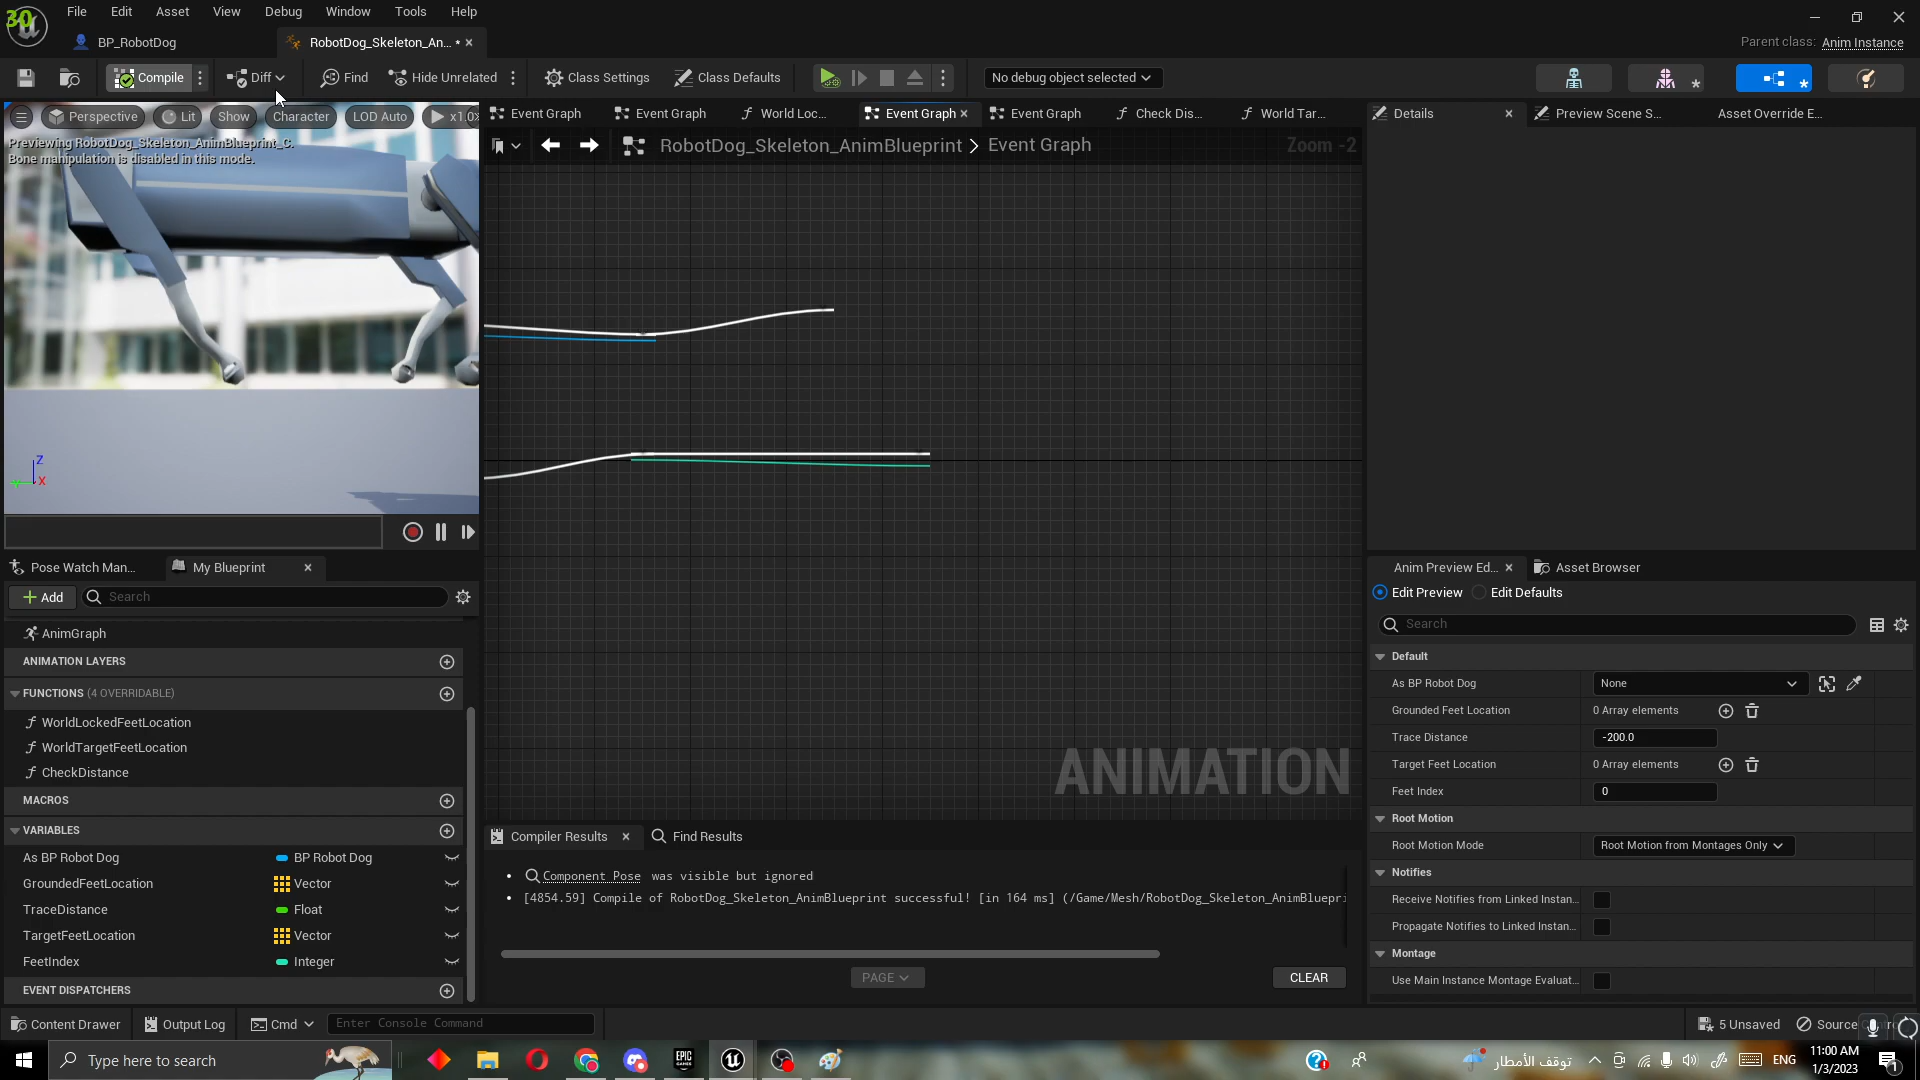 30
File Edit Asset View Debug Window Tools Help
BP_RobotDog
RobotDog_Skeleton_An... *
Parent class: Anim Instance
Compile
Diff
Find
Hide Unrelated
Class Settings
Class Defaults
No debug object selected
Perspective Lit Show Character LOD Auto x1.0
Previewing RobotDog_Skeleton_AnimBlueprint_C.
Bone manipulation is disabled in this mode.
Z
X
Event Graph
Event Graph
World Loc...
Event Graph
Event Graph
Check Dis...
World Tar...
RobotDog_Skeleton_AnimBlueprint > Event Graph
Zoom -2
ANIMATION
Details
Preview Scene S...
Asset Override E...
Pose Watch Man...
My Blueprint
Add
Search
AnimGraph
ANIMATION LAYERS
FUNCTIONS (4 OVERRIDABLE)
WorldLockedFeetLocation
WorldTargetFeetLocation
CheckDistance
MACROS
VARIABLES
As BP Robot Dog BP Robot Dog
GroundedFeetLocation Vector
TraceDistance Float
TargetFeetLocation Vector
FeetIndex Integer
EVENT DISPATCHERS
Compiler Results
Find Results
Component Pose was visible but ignored
[4854.59] Compile of RobotDog_Skeleton_AnimBlueprint successful! [in 164 ms] (/Game/Mesh/RobotDog_Skeleton_AnimBluepri
PAGE
CLEAR
Anim Preview Ed...
Asset Browser
Edit Preview
Edit Defaults
Search
Default
As BP Robot Dog None
Grounded Feet Location 0 Array elements
Trace Distance -200.0
Target Feet Location 0 Array elements
Feet Index 0
Root Motion
Root Motion Mode Root Motion from Montages Only
Notifies
Receive Notifies from Linked Instan...
Propagate Notifies to Linked Instan...
Montage
Use Main Instance Montage Evaluat...
Content Drawer
Output Log
Cmd
Enter Console Command
5 Unsaved
Source
Type here to search
EPIC GAMES
توقف الأمطار
ENG
11:00 AM
1/3/2023
1